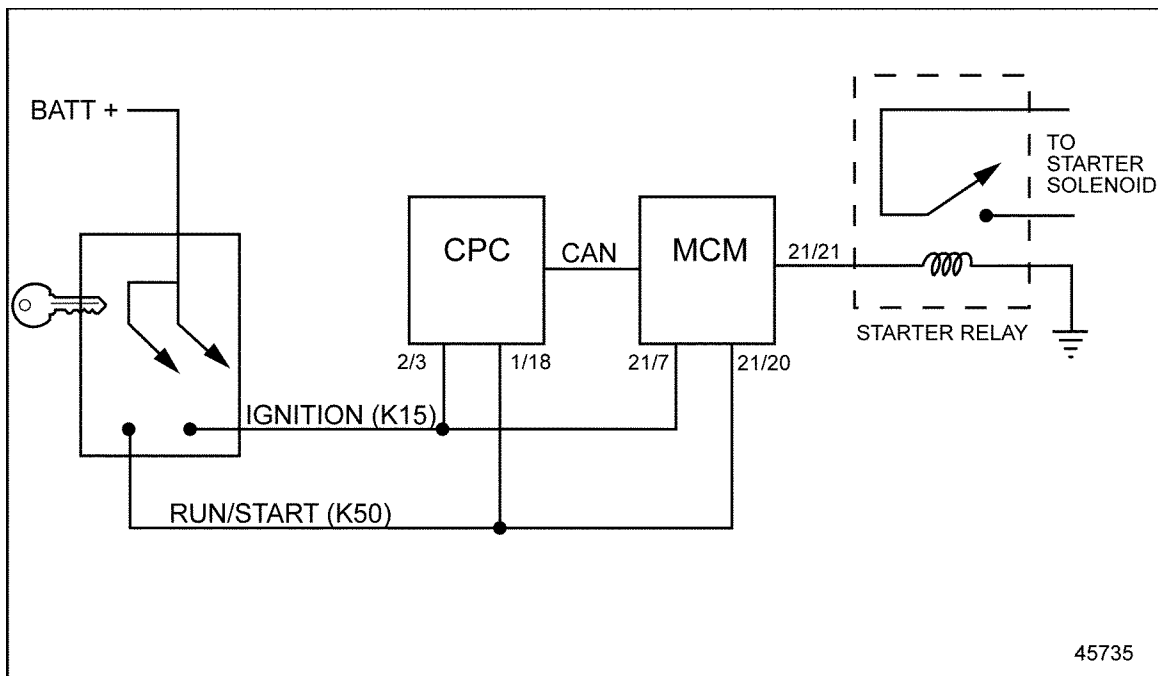 BATT +
CPC
CAN
MCM
21/21
TO
STARTER
SOLENOID
STARTER RELAY
2/3
1/18
21/7
21/20
IGNITION (K15)
RUN/START (K50)
45735